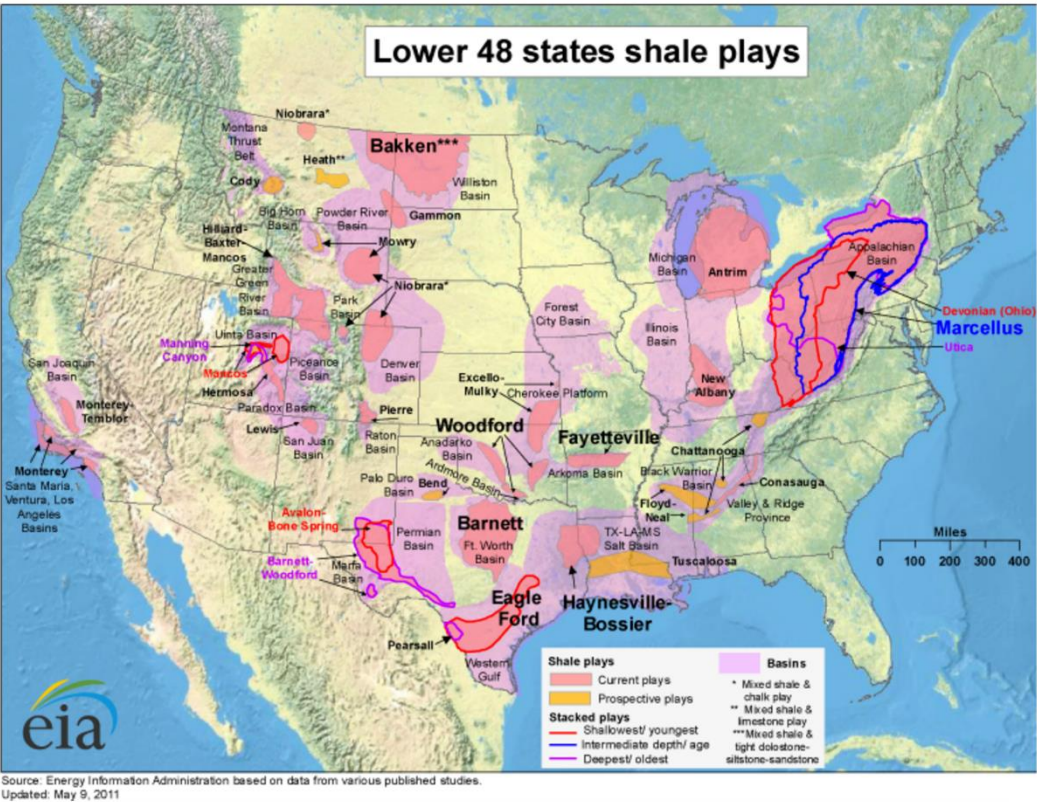 Lower 48 states shale plays
Niobrara*
Montana
Thrust
Belt
Bakken***
Heath**
Cody
Williston
Basin
Big Horn
Basin
Powder River
Basin
Gammon
Hilliard-
Baxter-
Mancos
Mowry
Greater
Green
River
Basin
Niobrara*
Park
Basin
Michigan
Basin
Antrim
Appalachian
Basin
Devonian (Ohio)
Marcellus
Utica
Forest
City Basin
Illinois
Basin
Uinta Basin
Manning
Canyon
Mancos
Piceance
Basin
Denver
Basin
San Joaquin
Basin
Hermosa
Excello-
Mulky
Cherokee Platform
New
Albany
Monterey-
Temblor
Paradox Basin
Pierre
Lewis
San Juan
Basin
Raton
Basin
Woodford
Anadarko
Basin
Fayetteville
Chattanooga
Monterey
Santa Maria,
Ventura, Los
Angeles
Basins
Palo Duro
Basin
Bend
Ardmore Basin
Arkoma Basin
Black Warrior
Basin
Conasauga
Floyd-
Neal
Valley & Ridge
Province
Avalon-
Bone Spring
Permian
Basin
Barnett
Ft. Worth
Basin
TX-LA-MS
Salt Basin
Tuscaloosa
Miles
0 100 200 300 400
Barnett-
Woodford
Marfa
Basin
Eagle
Ford
Haynesville-
Bossier
Pearsall
Western
Gulf
Shale plays
Current plays
Prospective plays
Stacked plays
Shallowest/ youngest
Intermediate depth/ age
Deepest/ oldest
Basins
* Mixed shale &
chalk play
** Mixed shale &
limestone play
***Mixed shale &
tight dolostone-
siltstone-sandstone
eia
Source: Energy Information Administration based on data from various published studies.
Updated: May 9, 2011